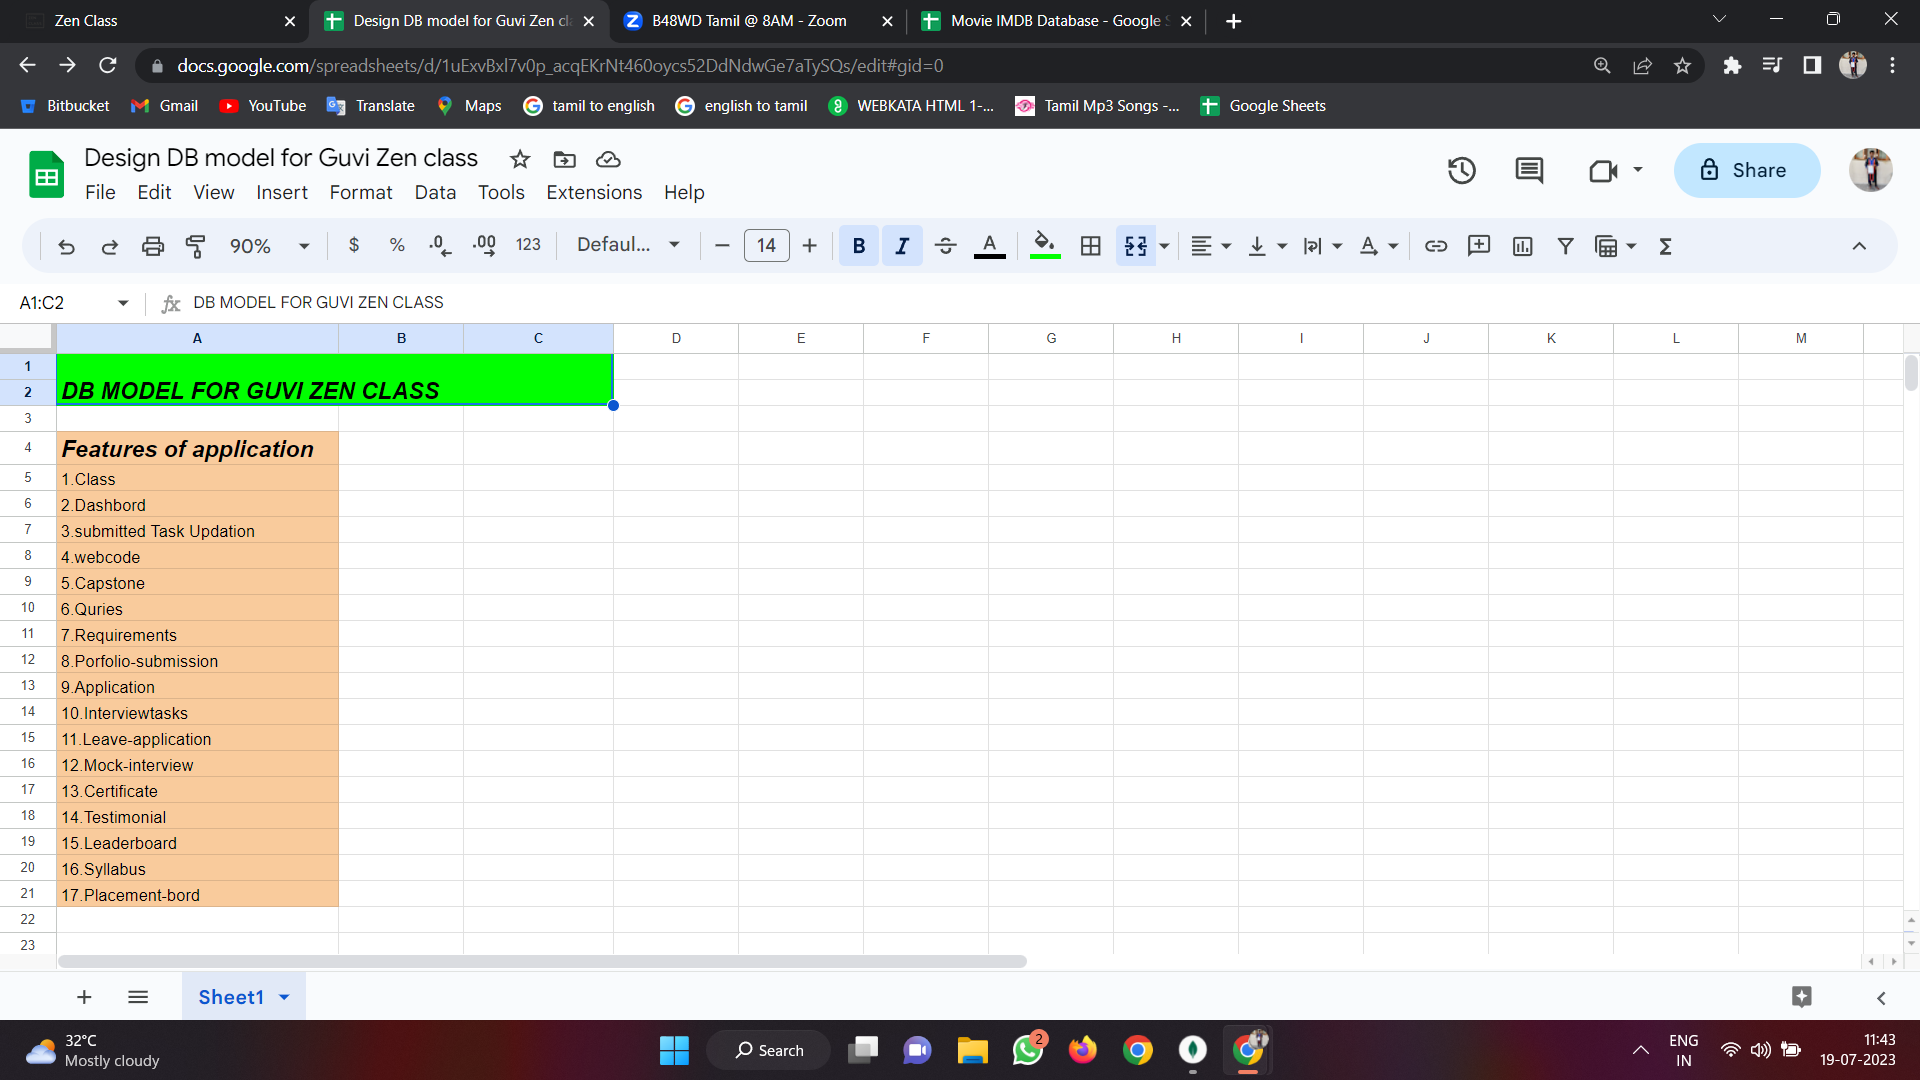 Zen Class
Design DB model for Guvi Zen cl
B48WD Tamil @ 8AM - Zoom
Movie IMDB Database - Google S
docs.google.com/spreadsheets/d/1uExvBxl7v0p_acqEKrNt460oycs52DdNdwGe7aTySQs/edit#gid=0
Bitbucket
Gmail
YouTube
Translate
Maps
tamil to english
english to tamil
WEBKATA HTML 1-...
Tamil Mp3 Songs -...
Google Sheets
Design DB model for Guvi Zen class
File Edit View Insert Format Data Tools Extensions Help
Share
90% $ % .0 .00 123 Defaul... 14 B I A
A1:C2 fx DB MODEL FOR GUVI ZEN CLASS
A B C D E F G H I J K L M
1
2 DB MODEL FOR GUVI ZEN CLASS
3
4 Features of application
5 1.Class
6 2.Dashbord
7 3.submitted Task Updation
8 4.webcode
9 5.Capstone
10 6.Quries
11 7.Requirements
12 8.Porfolio-submission
13 9.Application
14 10.Interviewtasks
15 11.Leave-application
16 12.Mock-interview
17 13.Certificate
18 14.Testimonial
19 15.Leaderboard
20 16.Syllabus
21 17.Placement-bord
22
23
Sheet1
32°C
Mostly cloudy
Search
2
ENG
IN
11:43
19-07-2023